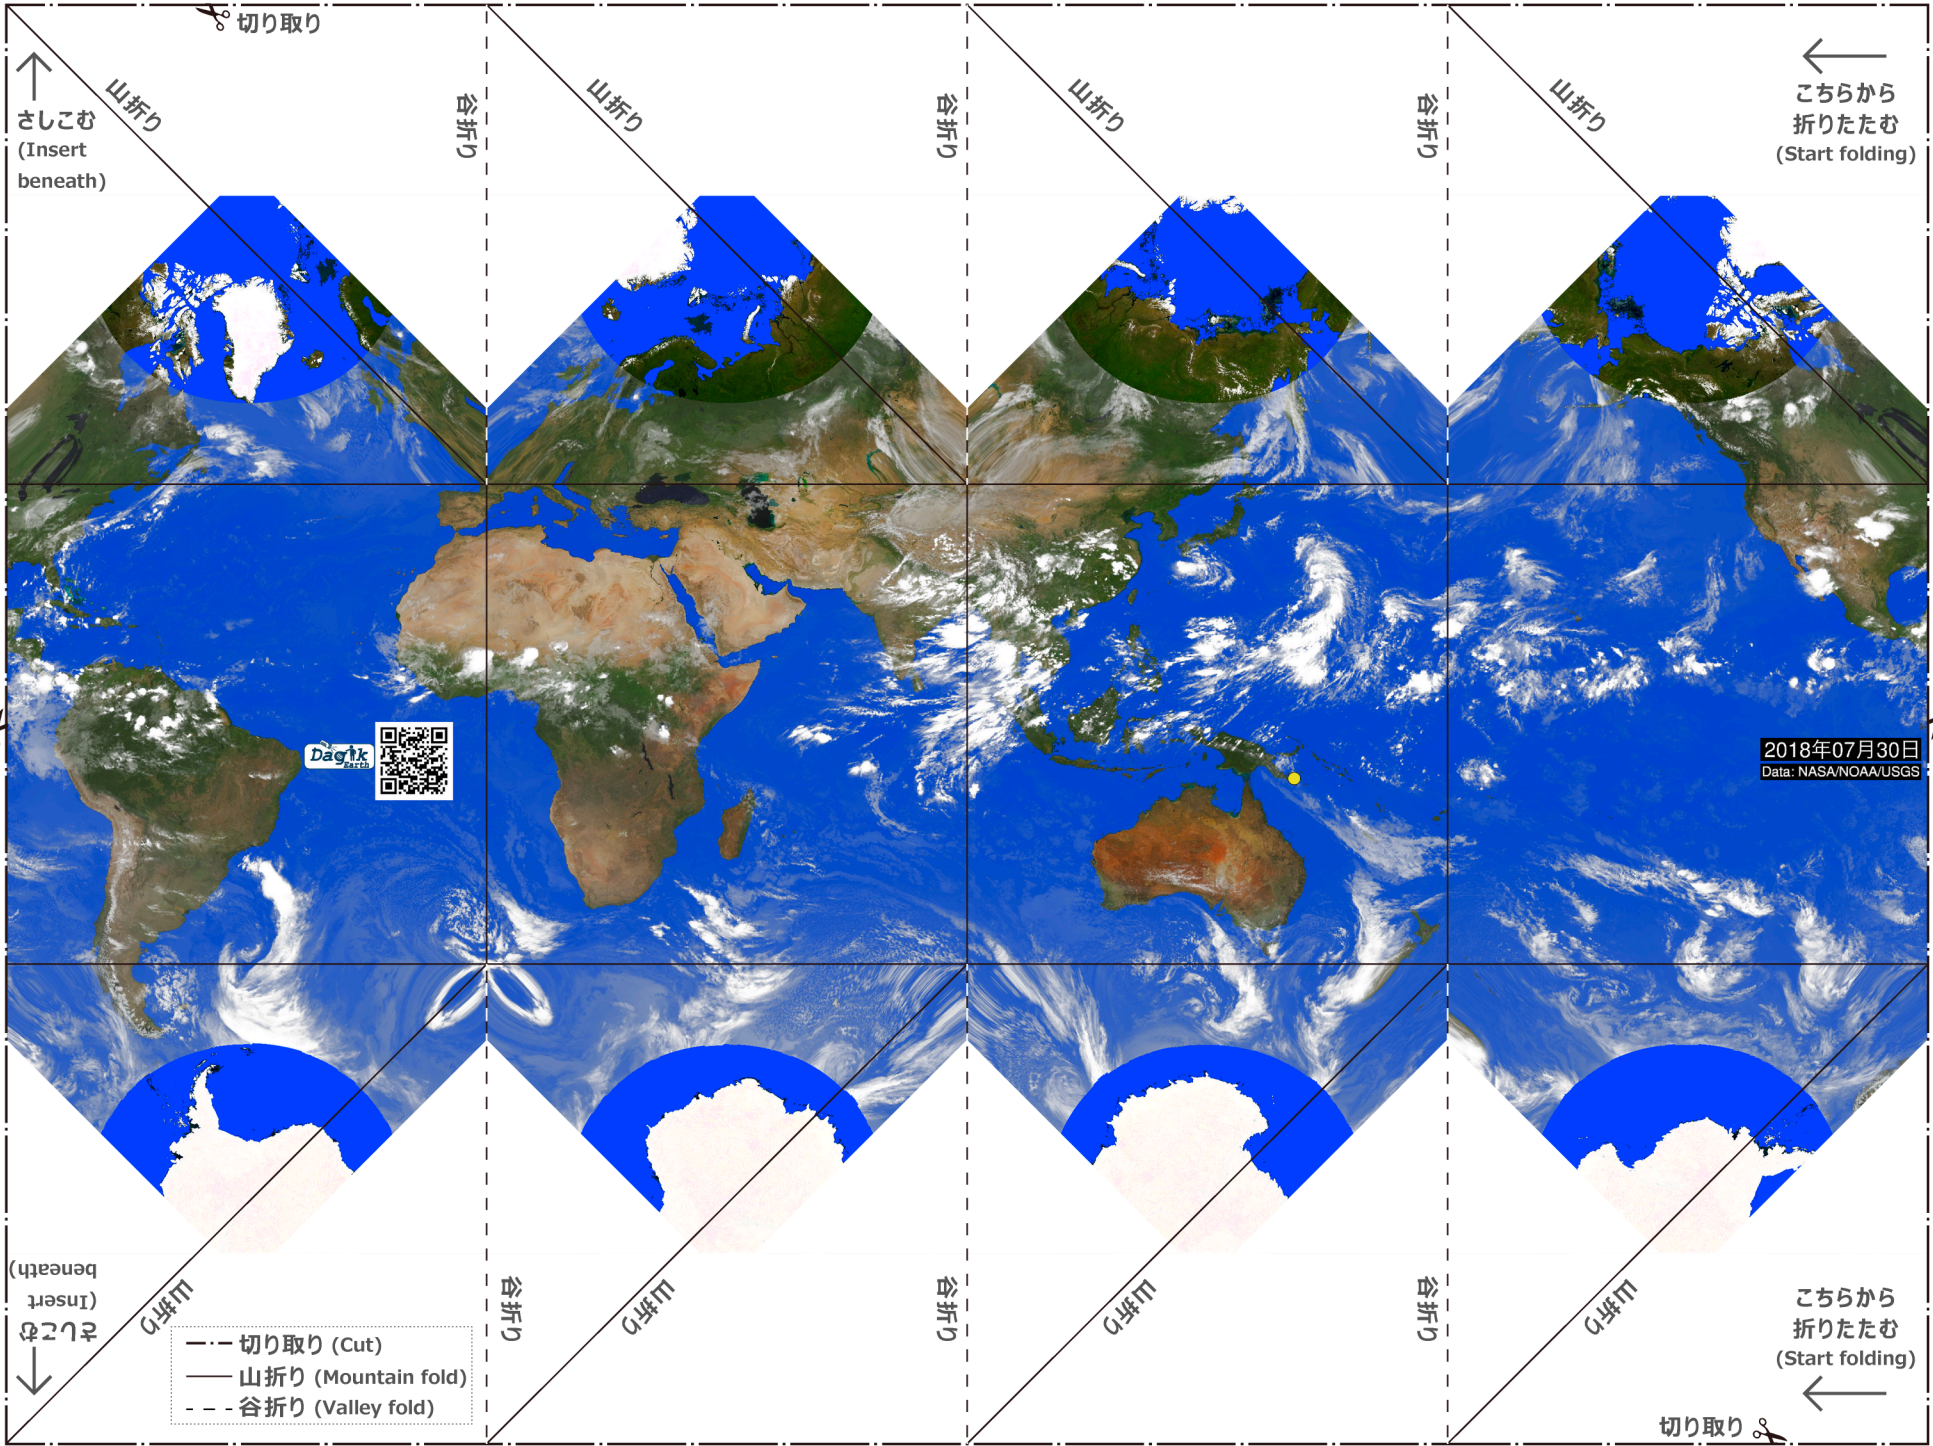 切り取り
山折り
谷折り
山折り
谷折り
山折り
谷折り
山折り
さしこむ
(Insert
beneath)
こちらから
折りたたむ
(Start folding)
Dagik
Earth
2018年07月30日
Data: NASA/NOAA/USGS
さしこむ
(Insert
beneath)
山折り
谷折り
山折り
谷折り
山折り
谷折り
山折り
こちらから
折りたたむ
(Start folding)
切り取り (Cut)
山折り (Mountain fold)
谷折り (Valley fold)
切り取り